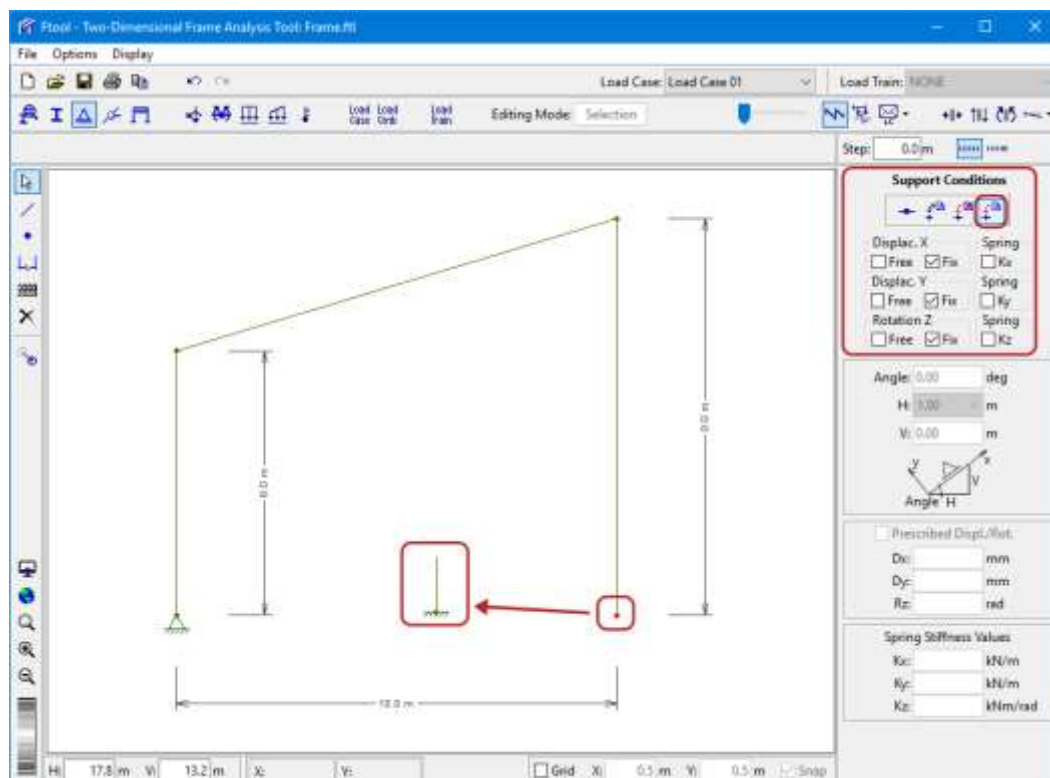 Ftool - Two-Dimensional Frame Analysis Tool: Frame.ftl
File Options Display
Load Case: Load Case 01 Load Train: NONE
Load Case Load Comb Load Train Editing Mode: Selection
Step: 0.0 m
Support Conditions
Displac. X Spring
Free Fix Kx
Displac. Y Spring
Free Fix Ky
Rotation Z Spring
Free Fix Kz
Angle: 0.00 deg
H: 1.00 m
V: 0.00 m
y x
V
Angle H
Prescribed Displ./Rot.
Dx: mm
Dy: mm
Rz: rad
Spring Stiffness Values
Kx: kN/m
Ky: kN/m
Kz: kNm/rad
10.0 m
H: 17.8 m V: 13.2 m X: Y: Grid X: 0.5 m Y: 0.5 m Snap